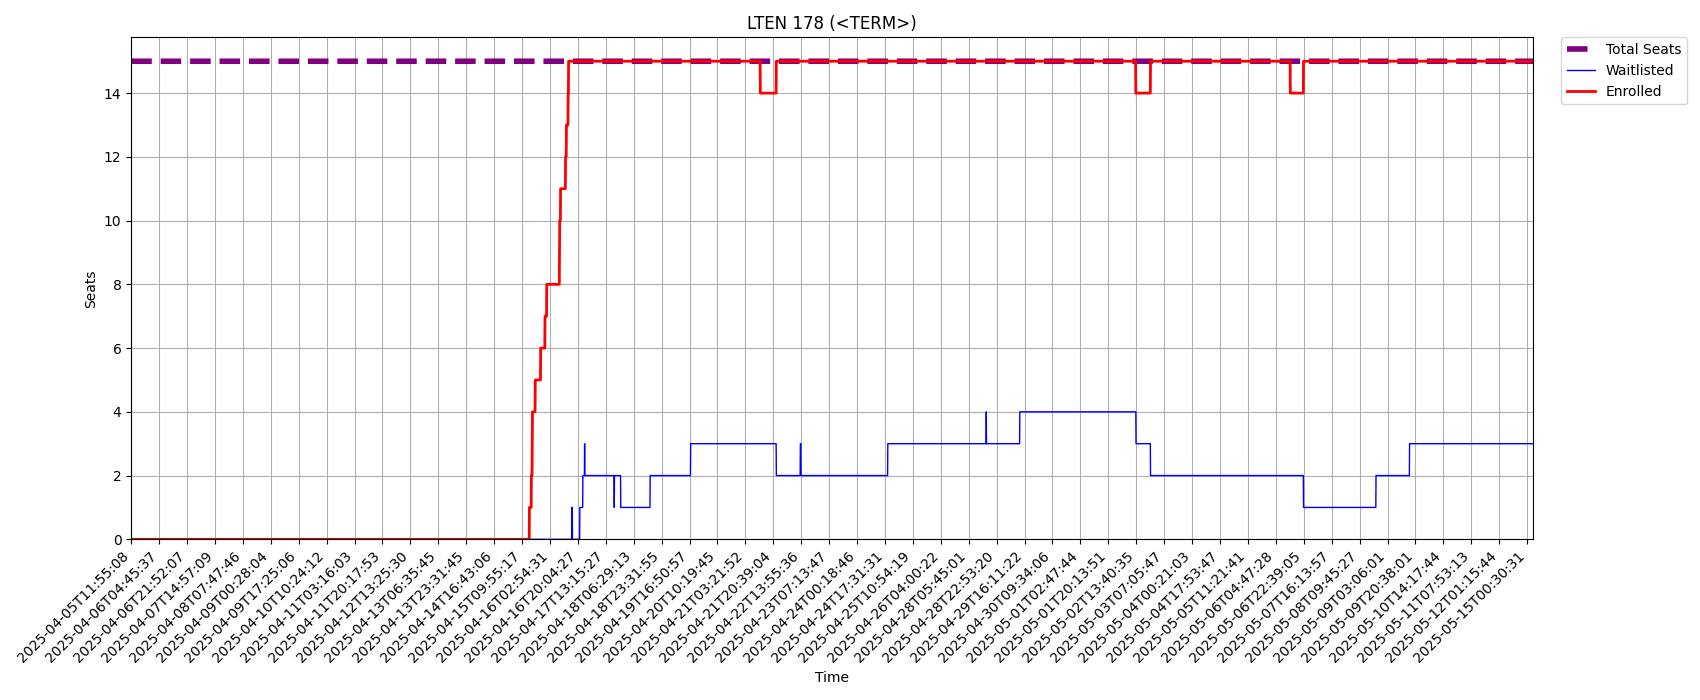 LTEN 178 (<TERM>)
Total Seats
Waitlisted
Enrolled
Seats
14
12
10
8
6
4
2
0
2025-04-05T11:55:08
2025-04-06T04:45:37
2025-04-06T21:52:07
2025-04-07T14:57:09
2025-04-08T07:47:46
2025-04-09T00:28:04
2025-04-09T17:25:06
2025-04-10T10:24:12
2025-04-11T03:16:03
2025-04-11T20:17:53
2025-04-12T13:25:30
2025-04-13T06:35:45
2025-04-13T23:31:45
2025-04-14T16:43:06
2025-04-15T09:55:17
2025-04-16T02:54:31
2025-04-16T20:04:27
2025-04-17T13:15:27
2025-04-18T06:29:13
2025-04-18T23:31:55
2025-04-19T16:50:57
2025-04-20T10:19:45
2025-04-21T03:21:52
2025-04-21T20:39:04
2025-04-22T13:55:36
2025-04-23T07:13:47
2025-04-24T00:18:46
2025-04-24T17:31:31
2025-04-25T10:54:19
2025-04-26T04:00:22
2025-04-28T05:45:01
2025-04-28T22:53:20
2025-04-29T16:11:22
2025-04-30T09:34:06
2025-05-01T02:47:44
2025-05-01T20:13:51
2025-05-02T13:40:35
2025-05-03T07:05:47
2025-05-04T00:21:03
2025-05-04T17:53:47
2025-05-05T11:21:41
2025-05-06T04:47:28
2025-05-06T22:39:05
2025-05-07T16:13:57
2025-05-08T09:45:27
2025-05-09T03:06:01
2025-05-09T20:38:01
2025-05-10T14:17:44
2025-05-11T07:53:13
2025-05-12T01:15:44
2025-05-15T00:30:31
Time